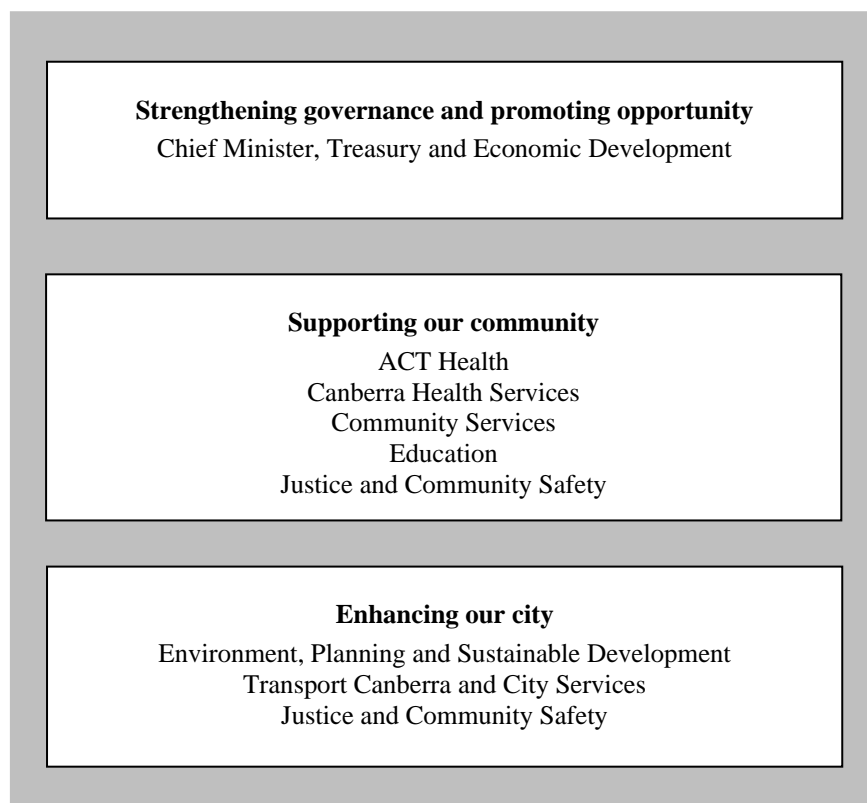 Strengthening governance and promoting opportunity
Chief Minister, Treasury and Economic Development
Supporting our community
ACT Health
Canberra Health Services
Community Services
Education
Justice and Community Safety
Enhancing our city
Environment, Planning and Sustainable Development
Transport Canberra and City Services
Justice and Community Safety